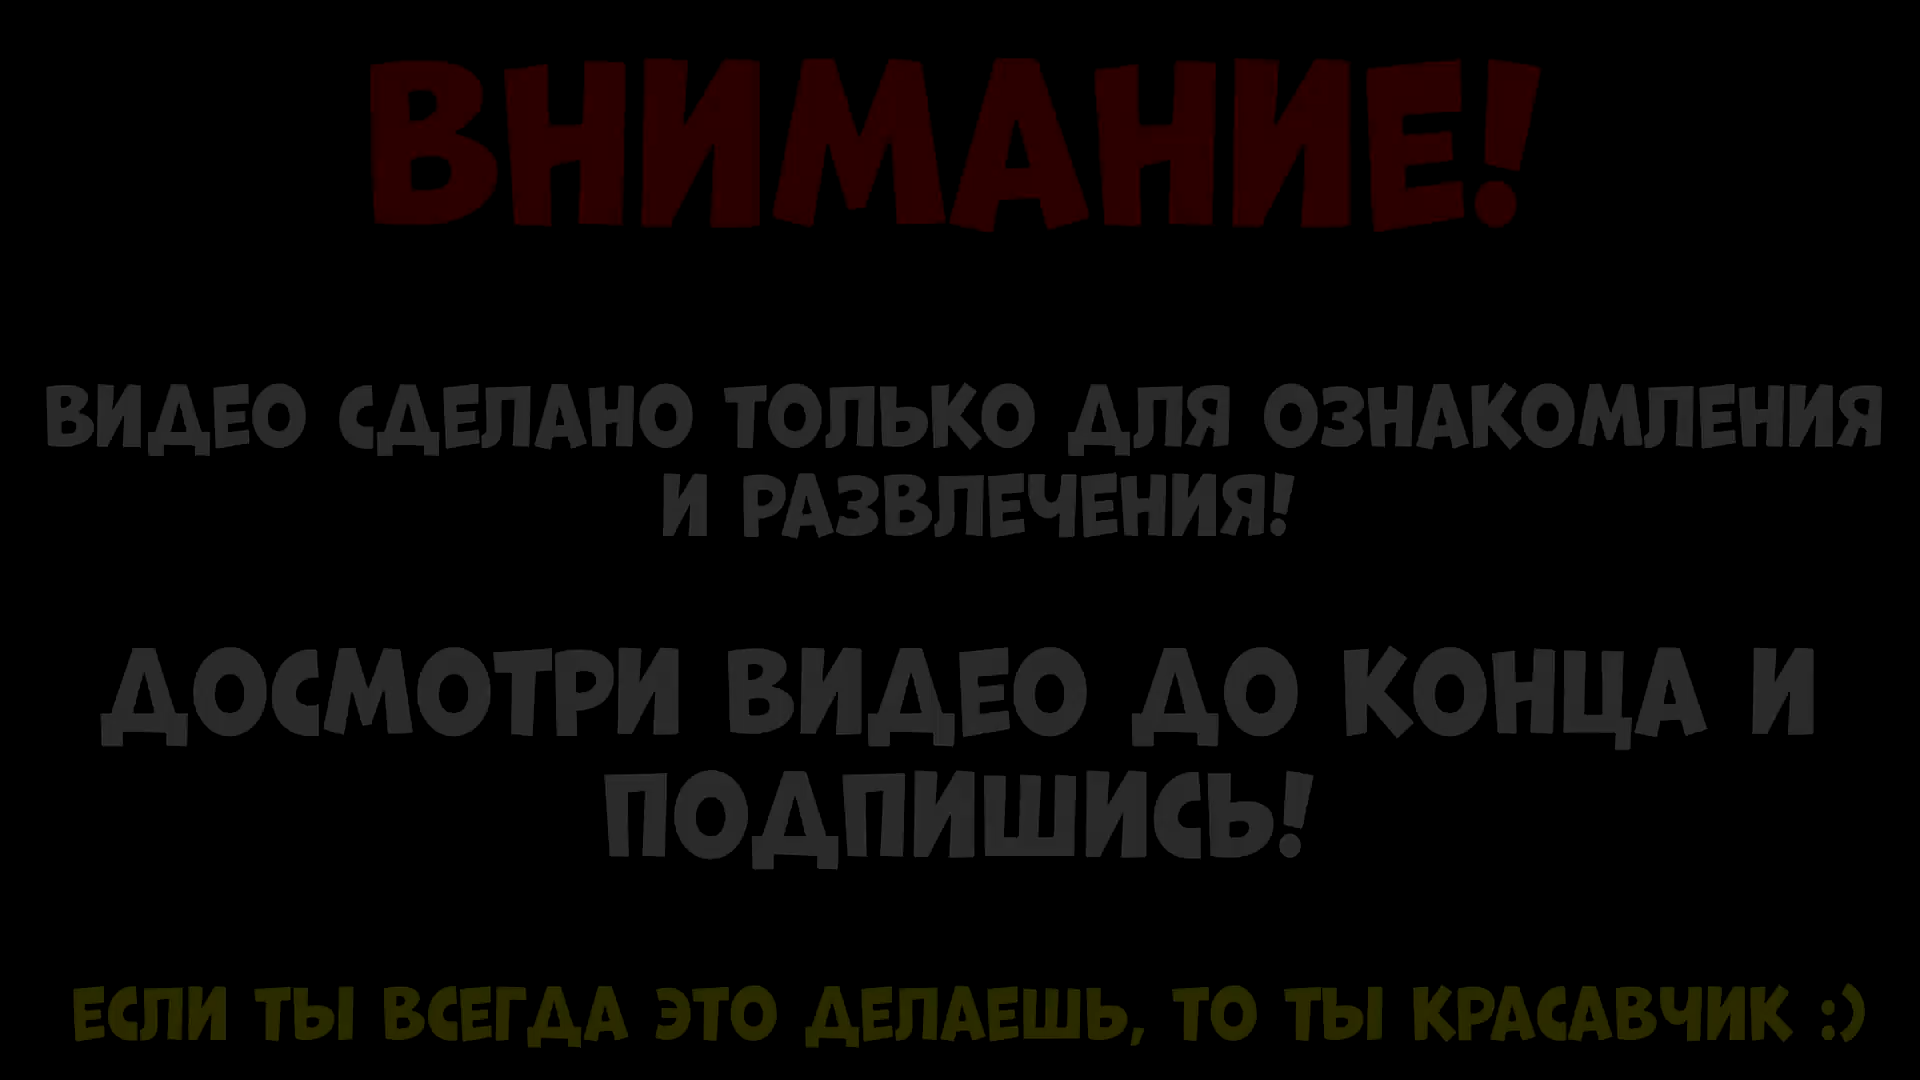 ВНИМАНИЕ!
ВИДЕО СДЕЛАНО ТОЛЬКО ДЛЯ ОЗНАКОМЛЕНИЯ
И РАЗВЛЕЧЕНИЯ!
ДОСМОТРИ ВИДЕО ДО КОНЦА И
ПОДПИШИСЬ!
ЕСЛИ ТЫ ВСЕГДА ЭТО ДЕЛАЕШЬ, ТО ТЫ КРАСАВЧИК :)